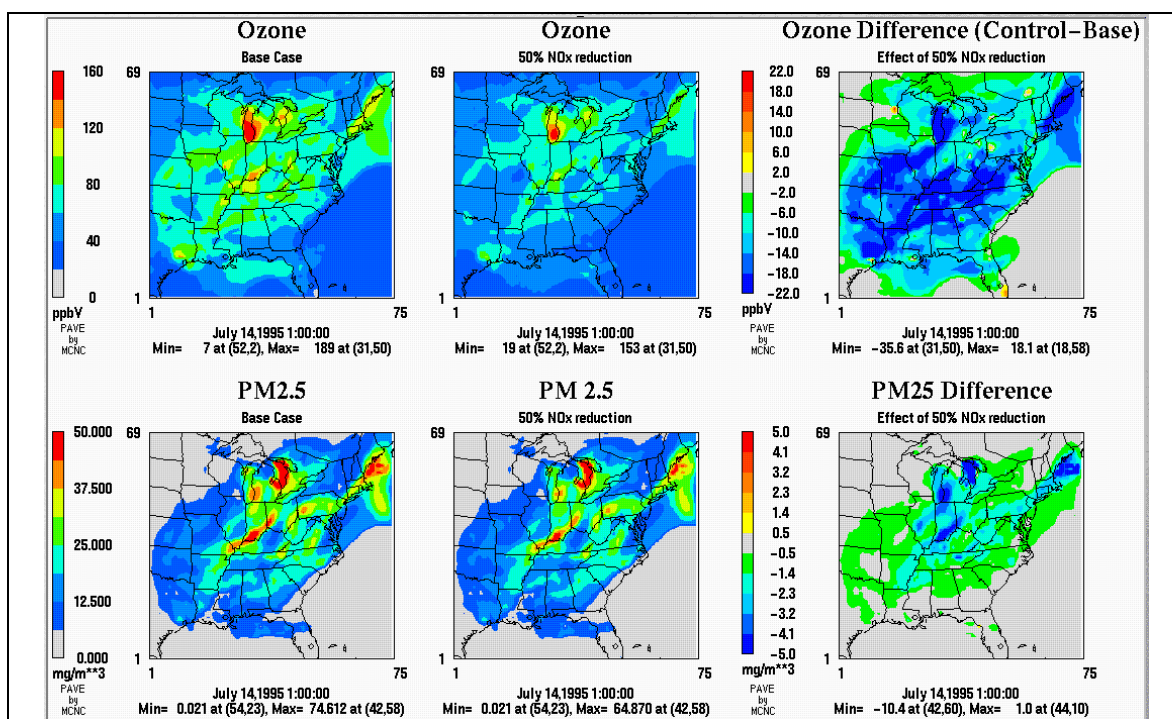 Ozone
Base Case
160
120
80
40
0
ppbV
PAVE
by
MCNC
69
1
1 75
July 14,1995 1:00:00
Min= 7 at (52,2), Max= 189 at (31,50)
Ozone
50% NOx reduction
69
1
1 75
July 14,1995 1:00:00
Min= 19 at (52,2), Max= 153 at (31,50)
Ozone Difference (Control-Base)
Effect of 50% NOx reduction
22.0
18.0
14.0
10.0
6.0
2.0
-2.0
-6.0
-10.0
-14.0
-18.0
-22.0
ppbV
PAVE
by
MCNC
69
1
1 75
July 14,1995 1:00:00
Min= -35.6 at (31,50), Max= 18.1 at (18,58)
PM2.5
Base Case
50.000
37.500
25.000
12.500
0.000
mg/m**3
PAVE
by
MCNC
69
1
1 75
July 14,1995 1:00:00
Min= 0.021 at (54,23), Max= 74.612 at (42,58)
PM 2.5
50% NOx reduction
69
1
1 75
July 14,1995 1:00:00
Min= 0.021 at (54,23), Max= 64.870 at (42,58)
PM25 Difference
Effect of 50% NOx reduction
5.0
4.1
3.2
2.3
1.4
0.5
-0.5
-1.4
-2.3
-3.2
-4.1
-5.0
mg/m**3
PAVE
by
MCNC
69
1
1 75
July 14,1995 1:00:00
Min= -10.4 at (42,60), Max= 1.0 at (44,10)